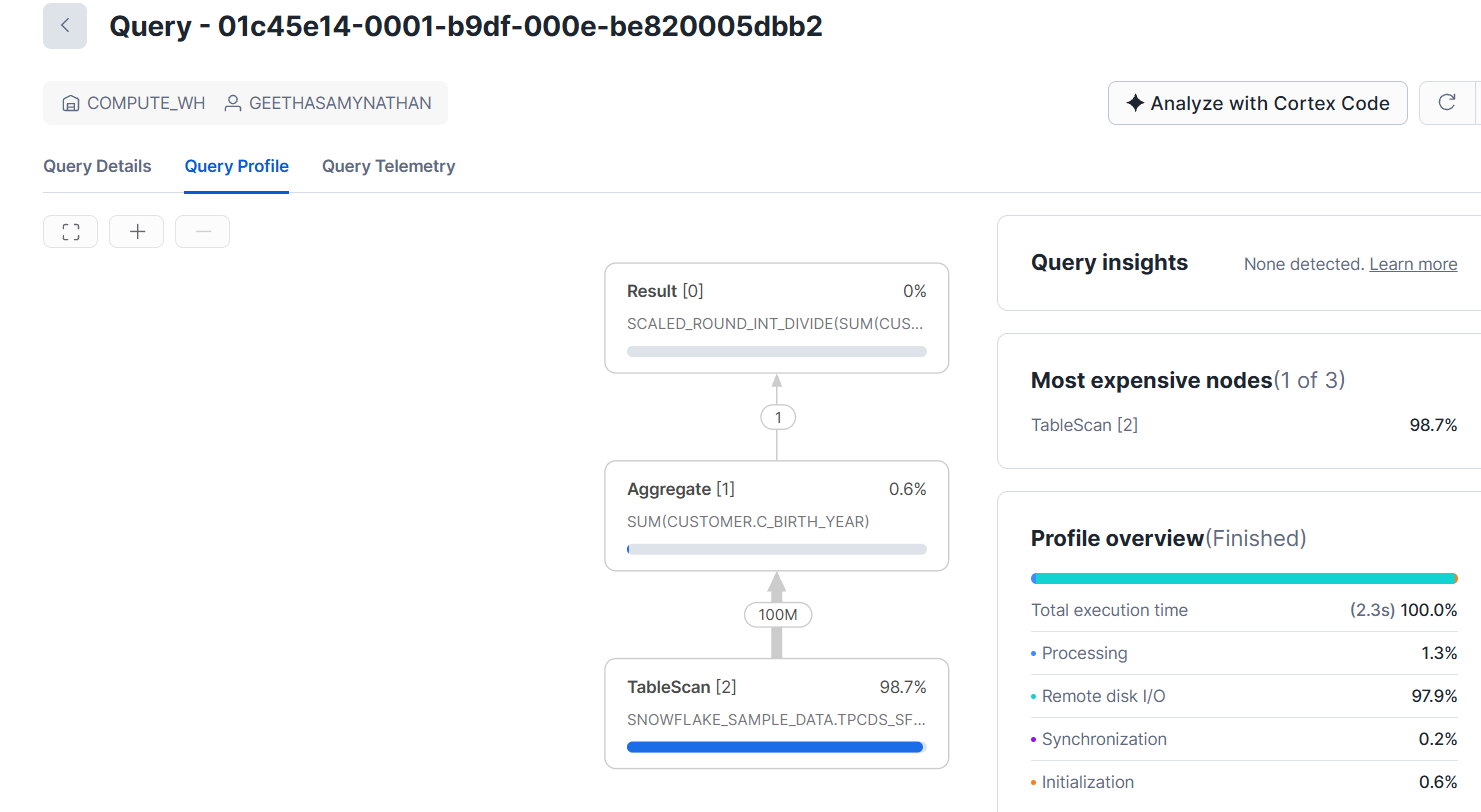 Query - 01c45e14-0001-b9df-000e-be820005dbb2
COMPUTE_WH GEETHASAMYNATHAN
Analyze with Cortex Code
Query Details Query Profile Query Telemetry
Query insights None detected. Learn more
Result [0] 0%
SCALED_ROUND_INT_DIVIDE(SUM(CUS...
1
Aggregate [1] 0.6%
SUM(CUSTOMER.C_BIRTH_YEAR)
100M
TableScan [2] 98.7%
SNOWFLAKE_SAMPLE_DATA.TPCDS_SF...
Most expensive nodes(1 of 3)
TableScan [2] 98.7%
Profile overview(Finished)
Total execution time (2.3s) 100.0%
Processing 1.3%
Remote disk I/O 97.9%
Synchronization 0.2%
Initialization 0.6%